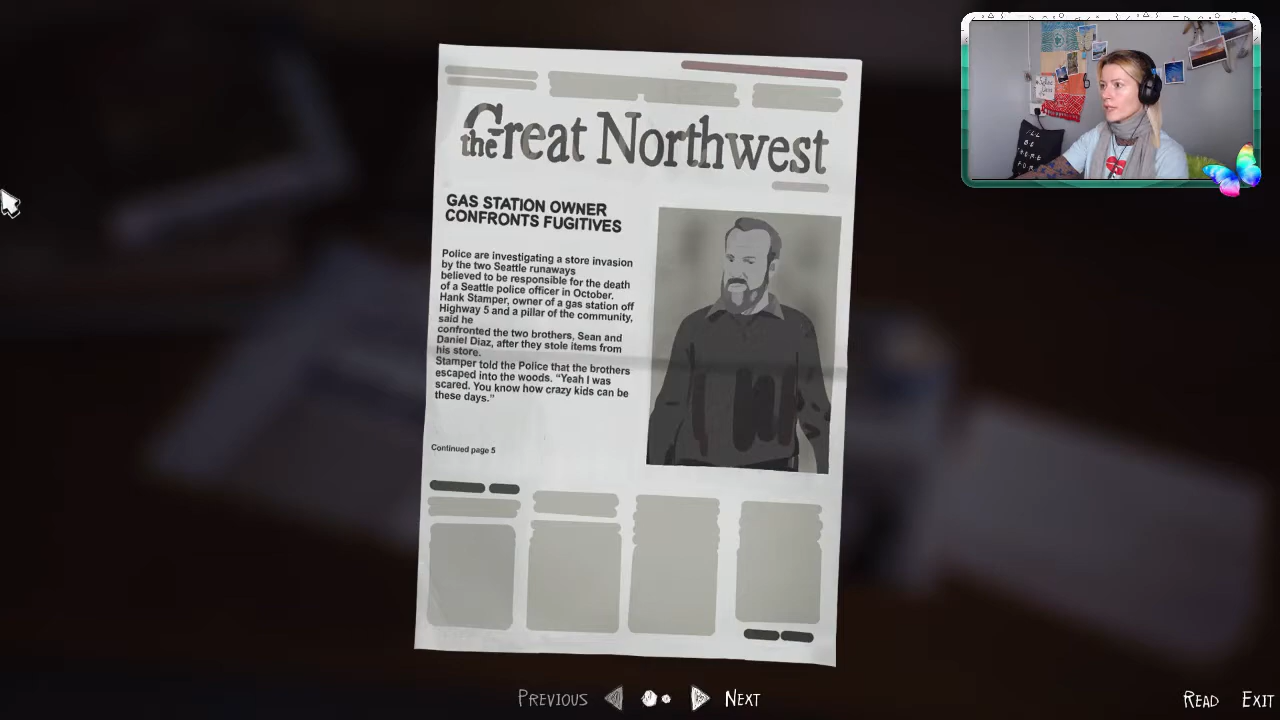 the Great Northwest
GAS STATION OWNER
CONFRONTS FUGITIVES
Police are investigating a store invasion
by the two Seattle runaways
believed to be responsible for the death
of a Seattle police officer in October.
Hank Stamper, owner of a gas station off
Highway 5 and a pillar of the community,
said he
confronted the two brothers, Sean and
Daniel Diaz, after they stole items from
his store.
Stamper told the Police that the brothers
escaped into the woods. “Yeah I was
scared. You know how crazy kids can be
these days.”
Continued page 5
I'LL
BE
THERE
FOR
PREVIOUS
NEXT
READ
EXIT